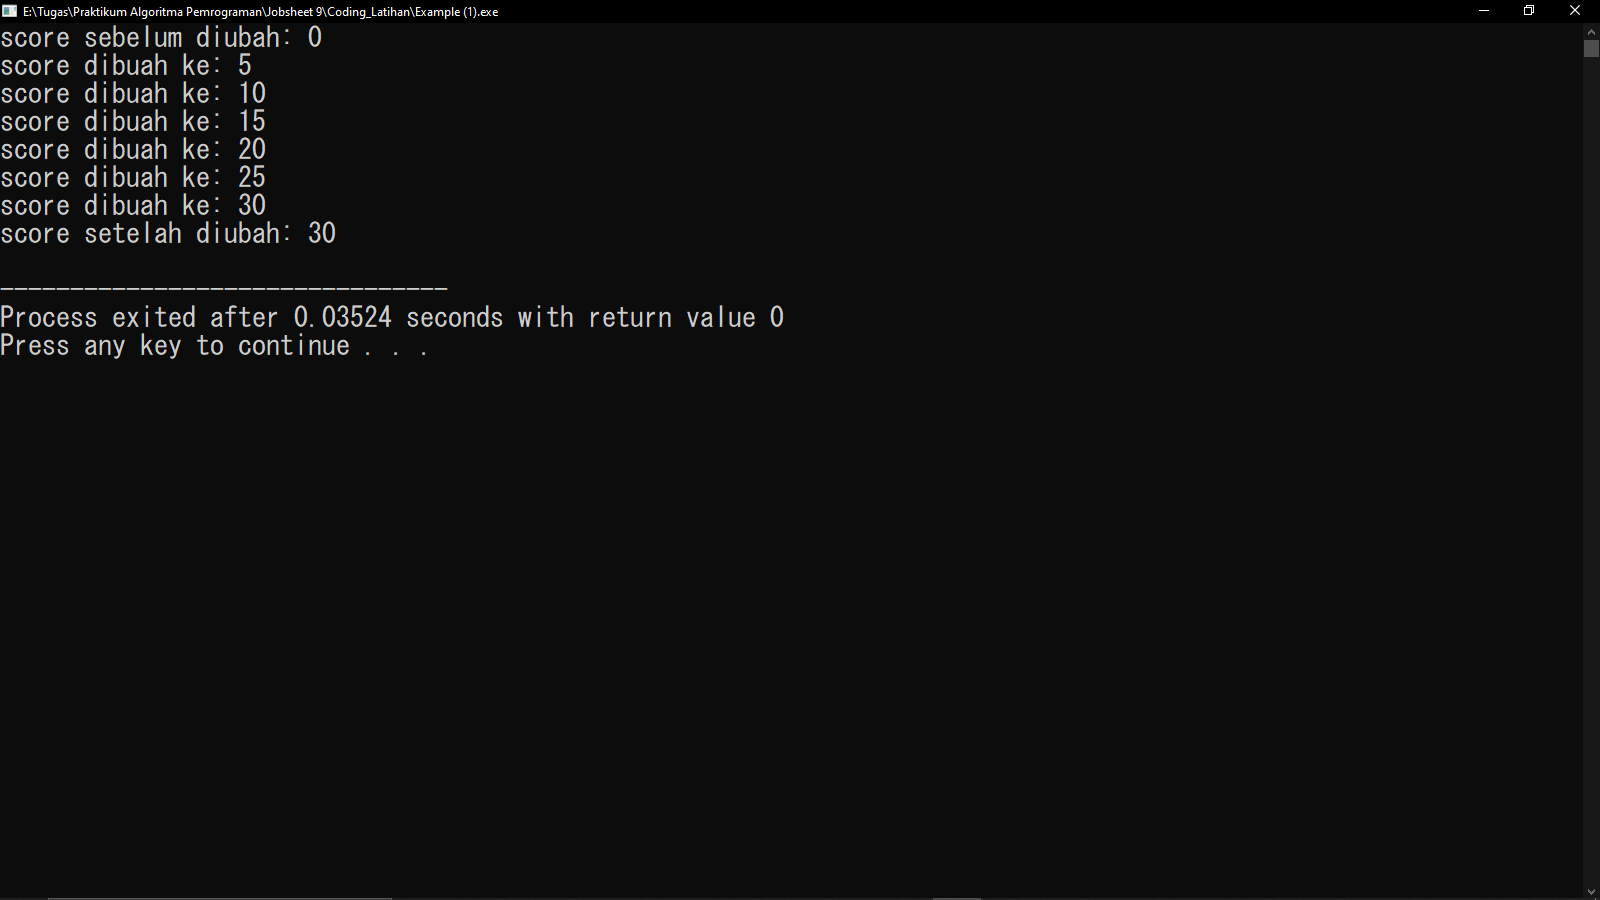 E:\Tugas\Praktikum Algoritma Pemrograman\Jobsheet 9\Coding_Latihan\Example (1).exe
score sebelum diubah: 0
score dibuah ke: 5
score dibuah ke: 10
score dibuah ke: 15
score dibuah ke: 20
score dibuah ke: 25
score dibuah ke: 30
score setelah diubah: 30
--------------------------------
Process exited after 0.03524 seconds with return value 0
Press any key to continue . . .